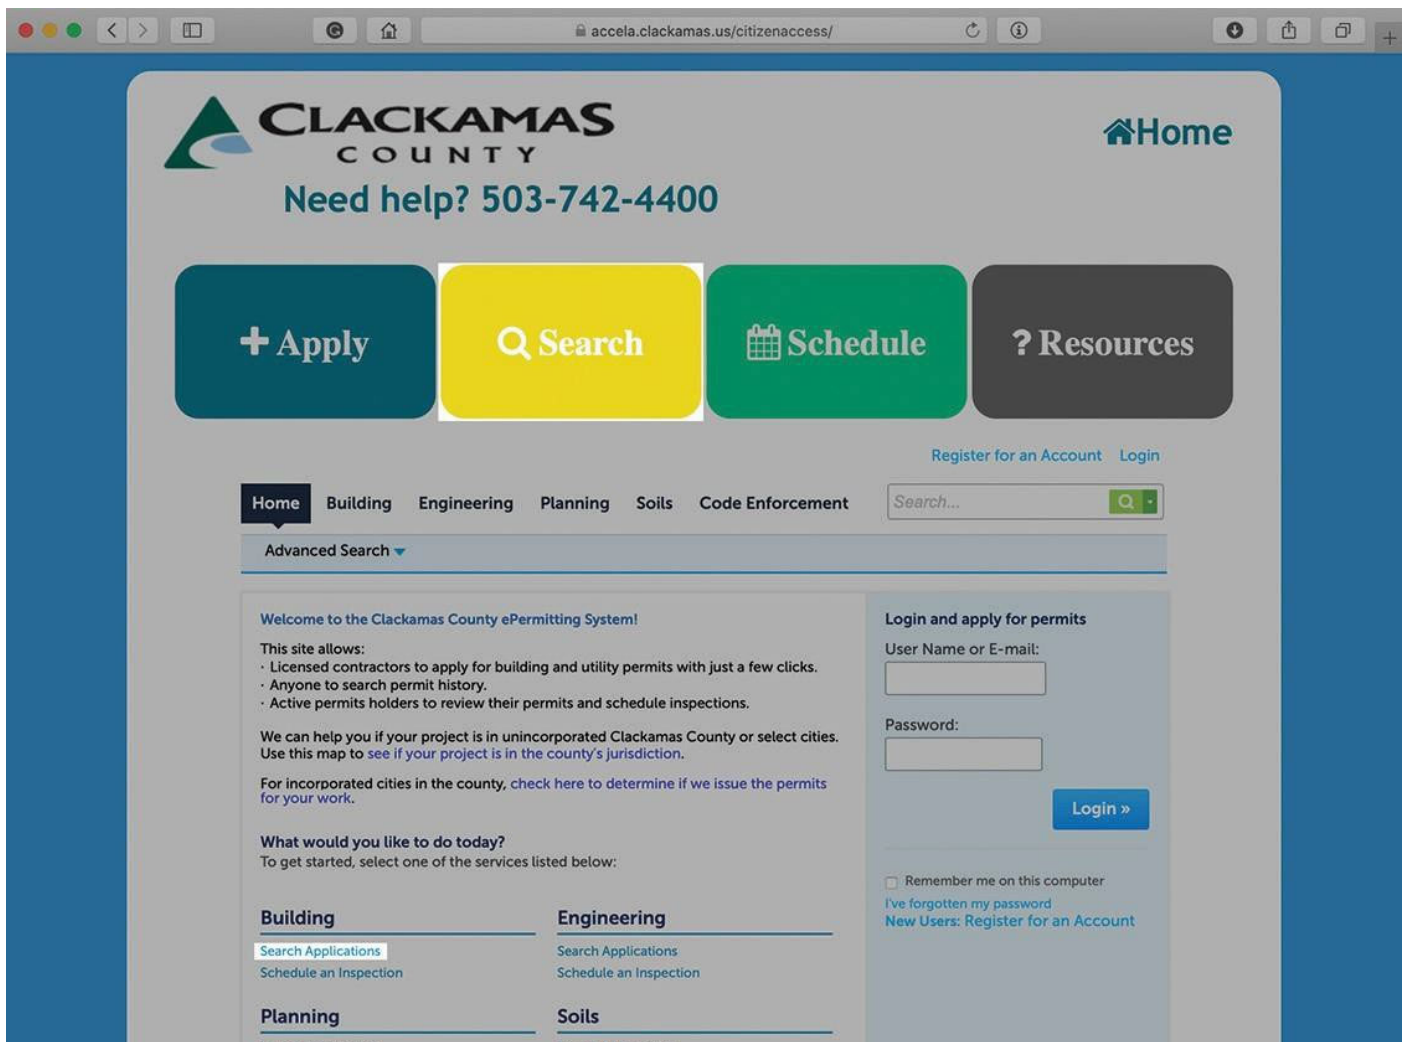 accela.clackamas.us/citizenaccess/
CLACKAMAS
COUNTY
Home
Need help? 503-742-4400
Apply
Search
Schedule
Resources
Register for an Account Login
Home Building Engineering Planning Soils Code Enforcement Search...
Advanced Search
Welcome to the Clackamas County ePermitting System!
This site allows:
· Licensed contractors to apply for building and utility permits with just a few clicks.
· Anyone to search permit history.
· Active permits holders to review their permits and schedule inspections.
We can help you if your project is in unincorporated Clackamas County or select cities.
Use this map to see if your project is in the county's jurisdiction.
For incorporated cities in the county, check here to determine if we issue the permits
for your work.
What would you like to do today?
To get started, select one of the services listed below:
Building
Search Applications
Schedule an Inspection
Engineering
Search Applications
Schedule an Inspection
Planning
Soils
Login and apply for permits
User Name or E-mail:
Password:
Login »
Remember me on this computer
I've forgotten my password
New Users: Register for an Account